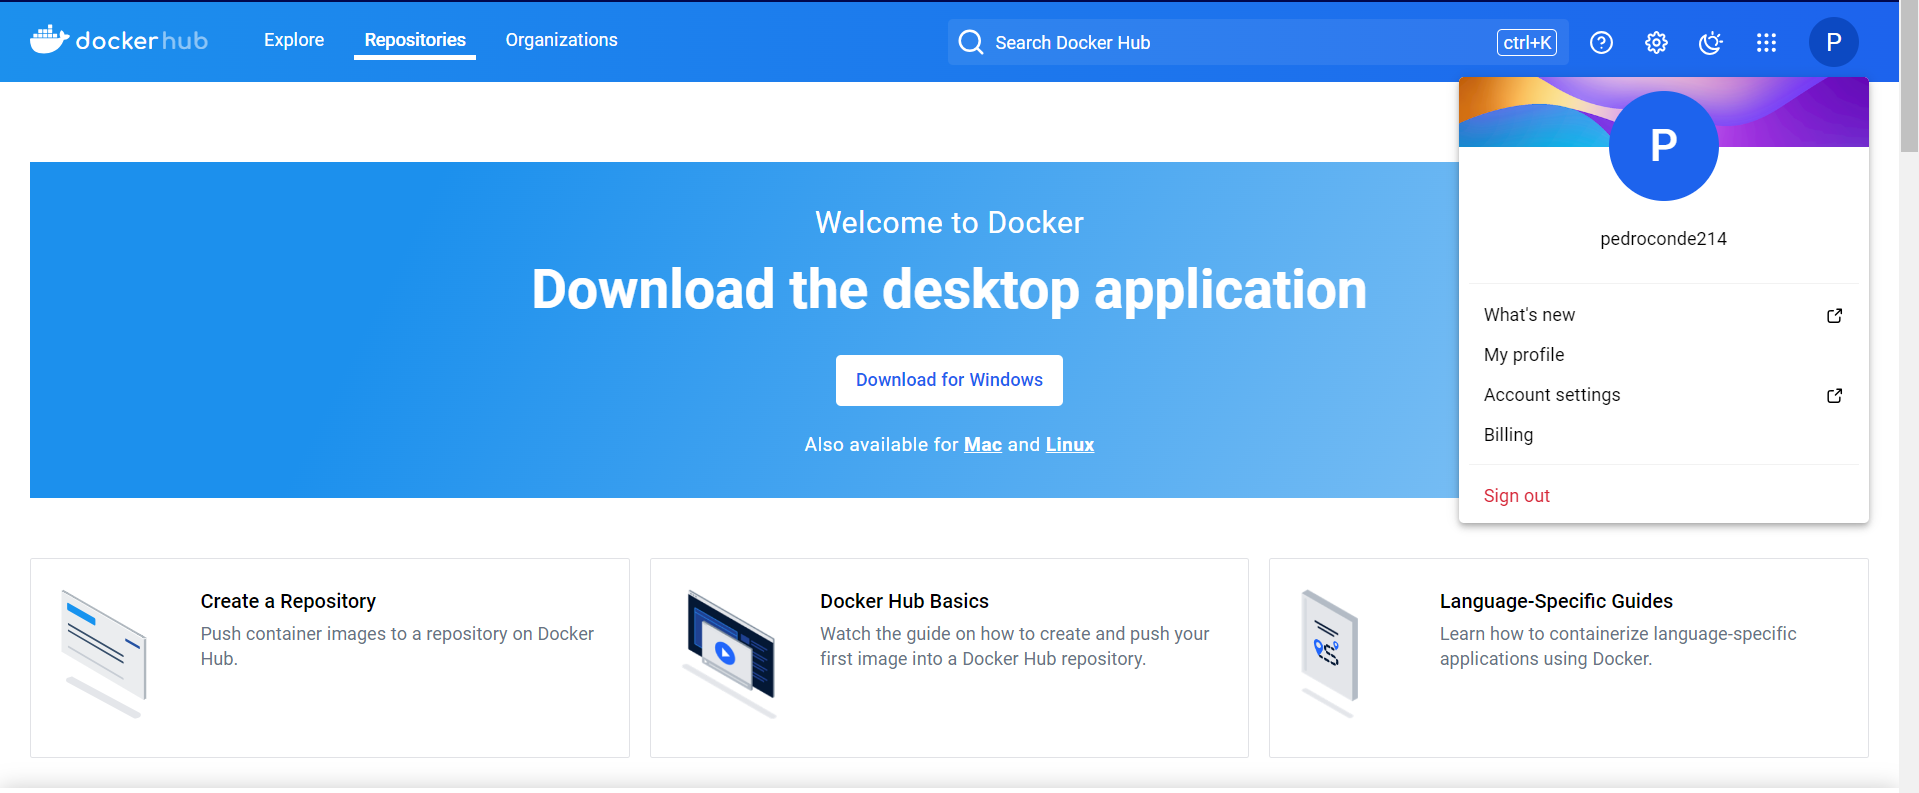 dockerhub
Explore
Repositories
Organizations
Search Docker Hub
ctrl+K
P
P
pedroconde214
What's new
My profile
Account settings
Billing
Sign out
Welcome to Docker
Download the desktop application
Download for Windows
Also available for Mac and Linux
Create a Repository
Push container images to a repository on Docker
Hub.
Docker Hub Basics
Watch the guide on how to create and push your
first image into a Docker Hub repository.
Language-Specific Guides
Learn how to containerize language-specific
applications using Docker.